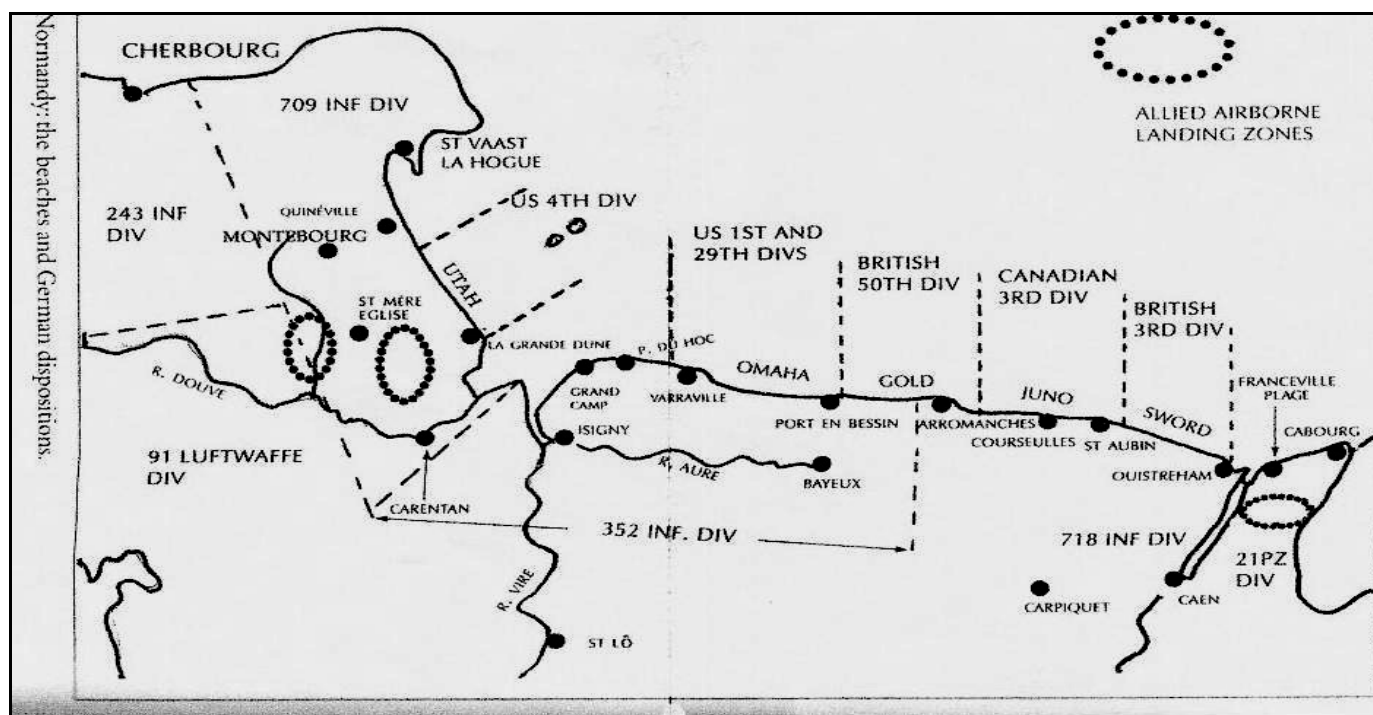 Normandy: the beaches and German dispositions.
CHERBOURG
709 INF DIV
ST VAAST
LA HOGUE
ALLIED AIRBORNE
LANDING ZONES
243 INF
DIV
QUINÉVILLE
MONTEBOURG
US 4TH DIV
UTAH
US 1ST AND
29TH DIVS
BRITISH
50TH DIV
CANADIAN
3RD DIV
BRITISH
3RD DIV
ST MÉRE
EGLISE
LA GRANDE DUNE
P. DU HOC
R. DOUVE
GRAND
CAMP
VARRAVILLE
OMAHA
GOLD
JUNO
SWORD
FRANCEVILLE
PLAGE
CABOURG
ISIGNY
PORT EN BESSIN
ARROMANCHES
COURSEULLES
ST AUBIN
OUISTREHAM
91 LUFTWAFFE
DIV
R. AURE
BAYEUX
CARENTAN
352 INF. DIV
718 INF DIV
21PZ
DIV
R. VIRE
CARPIQUET
CAEN
ST LÔ